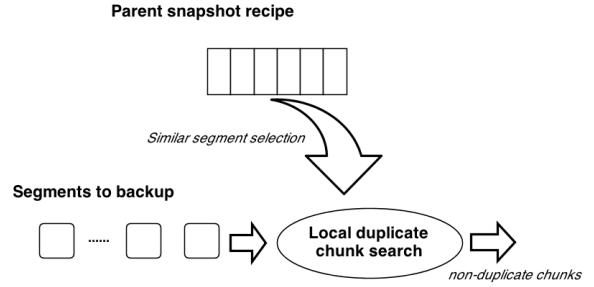 Parent snapshot recipe
Similar segment selection
Segments to backup
......
Local duplicate
chunk search
non-duplicate chunks